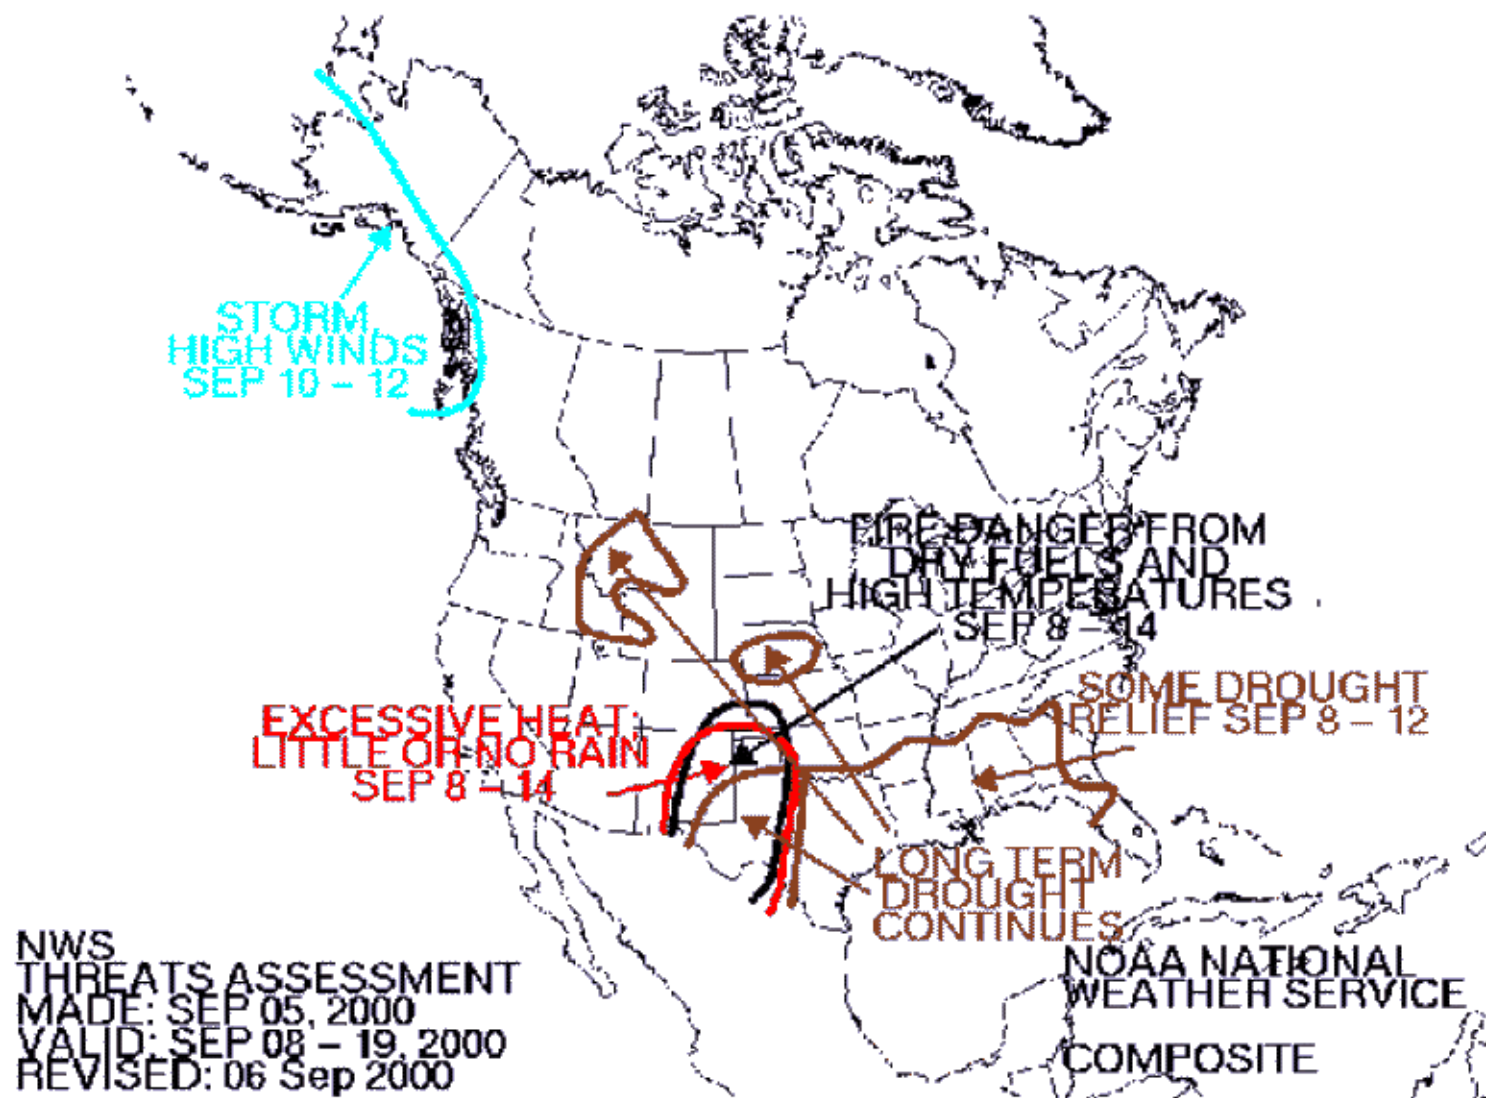 STORM,
HIGH WINDS
SEP 10 – 12
FIRE DANGER FROM
DRY FUELS AND
HIGH TEMPERATURES
SEP 8 – 14
SOME DROUGHT
RELIEF SEP 8 – 12
EXCESSIVE HEAT;
LITTLE OR NO RAIN
SEP 8 – 14
LONG TERM
DROUGHT
CONTINUES
NWS
THREATS ASSESSMENT
MADE: SEP 05, 2000
VALID: SEP 08 – 19, 2000
REVISED: 06 Sep 2000
NOAA NATIONAL
WEATHER SERVICE
COMPOSITE